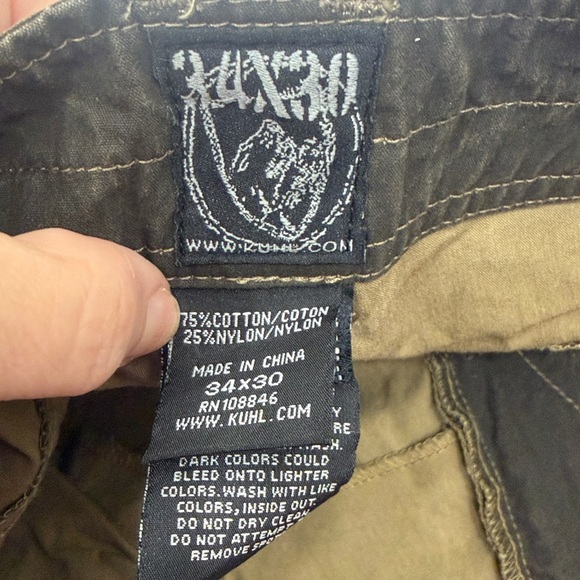 34X30
WWW.KUHL.COM
75%COTTON/COTON
25%NYLON/NYLON
MADE IN CHINA
34X30
RN108846
WWW.KUHL.COM
DARK COLORS COULD
BLEED ONTO LIGHTER
COLORS. WASH WITH LIKE
COLORS, INSIDE OUT.
DO NOT DRY CLEAN
DO NOT ATTEMPT
REMOVE